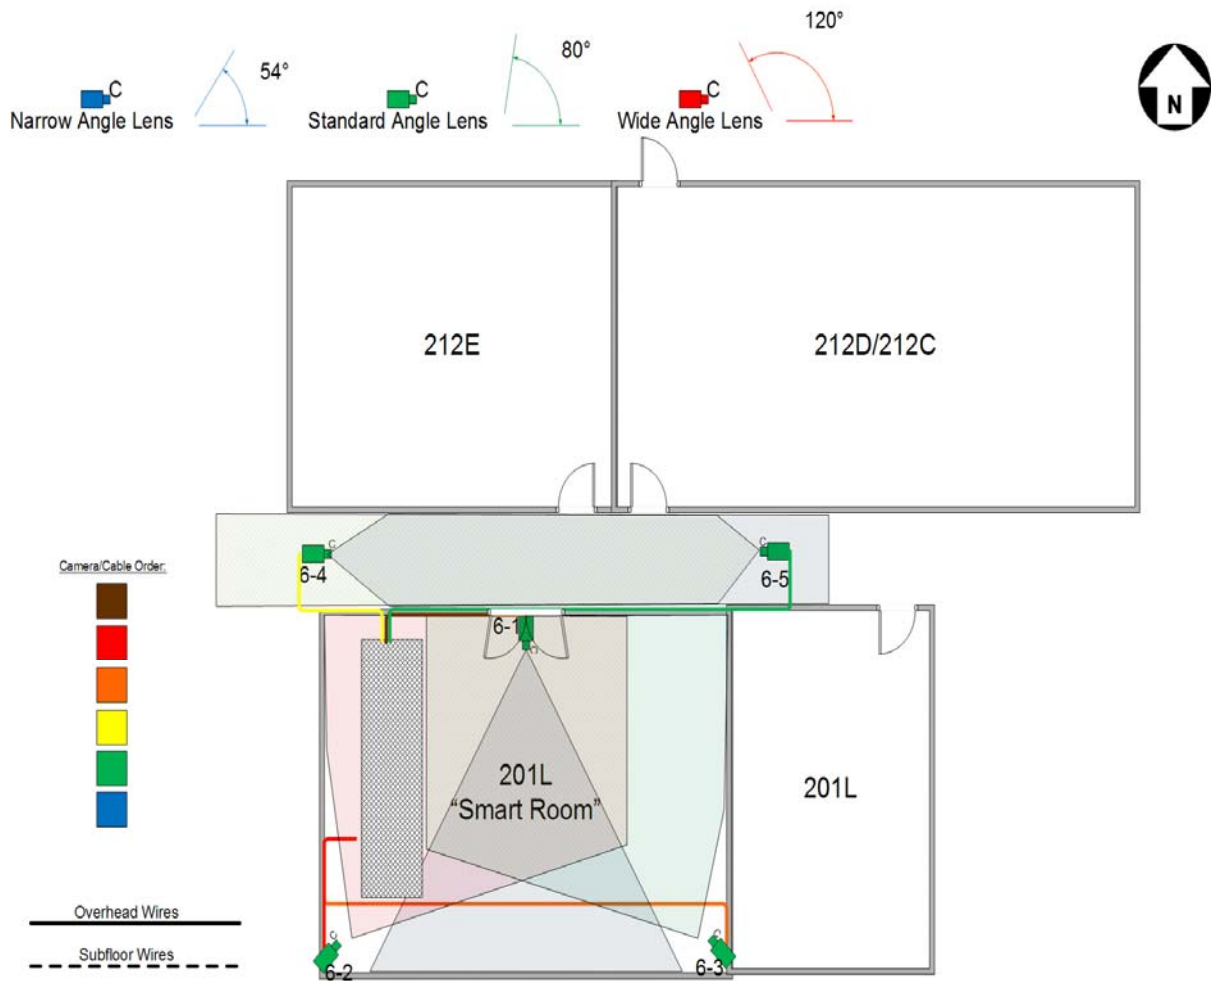 120°
80°
54°
C
C
C
Narrow Angle Lens
Standard Angle Lens
Wide Angle Lens
N
212E
212D/212C
C
C
6-4
6-5
Camera/Cable Order:
6-1
C
201L
"Smart Room"
201L
Overhead Wires
Subfloor Wires
C
C
6-2
6-3